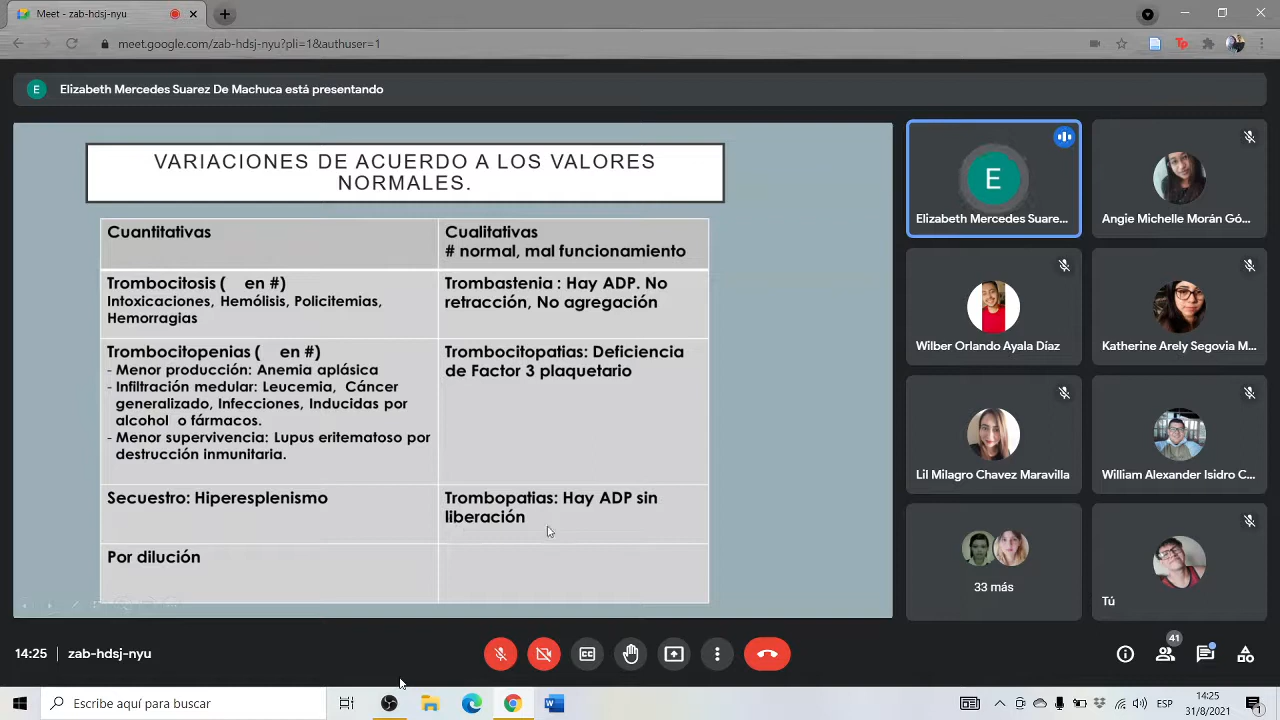 Meet - zab-hdsj-nyu
meet.google.com/zab-hdsj-nyu?pli=1&authuser=1
Tp
E
Elizabeth Mercedes Suarez De Machuca está presentando
VARIACIONES DE ACUERDO A LOS VALORES
NORMALES.
Cuantitativas
Cualitativas
# normal, mal funcionamiento
Trombocitosis ( en #)
Intoxicaciones, Hemólisis, Policitemias,
Hemorragias
Trombastenia : Hay ADP. No
retracción, No agregación
Trombocitopenias ( en #)
- Menor producción: Anemia aplásica
- Infiltración medular: Leucemia, Cáncer
generalizado, Infecciones, Inducidas por
alcohol o fármacos.
- Menor supervivencia: Lupus eritematoso por
destrucción inmunitaria.
Trombocitopatias: Deficiencia
de Factor 3 plaquetario
Secuestro: Hiperesplenismo
Trombopatias: Hay ADP sin
liberación
Por dilución
E
Elizabeth Mercedes Suare...
Angie Michelle Morán Gó...
Wilber Orlando Ayala Díaz
Katherine Arely Segovia M...
Lil Milagro Chavez Maravilla
William Alexander Isidro C...
33 más
Tú
14:25 | zab-hdsj-nyu
41
Escribe aquí para buscar
ESP
14:25
31/8/2021
1